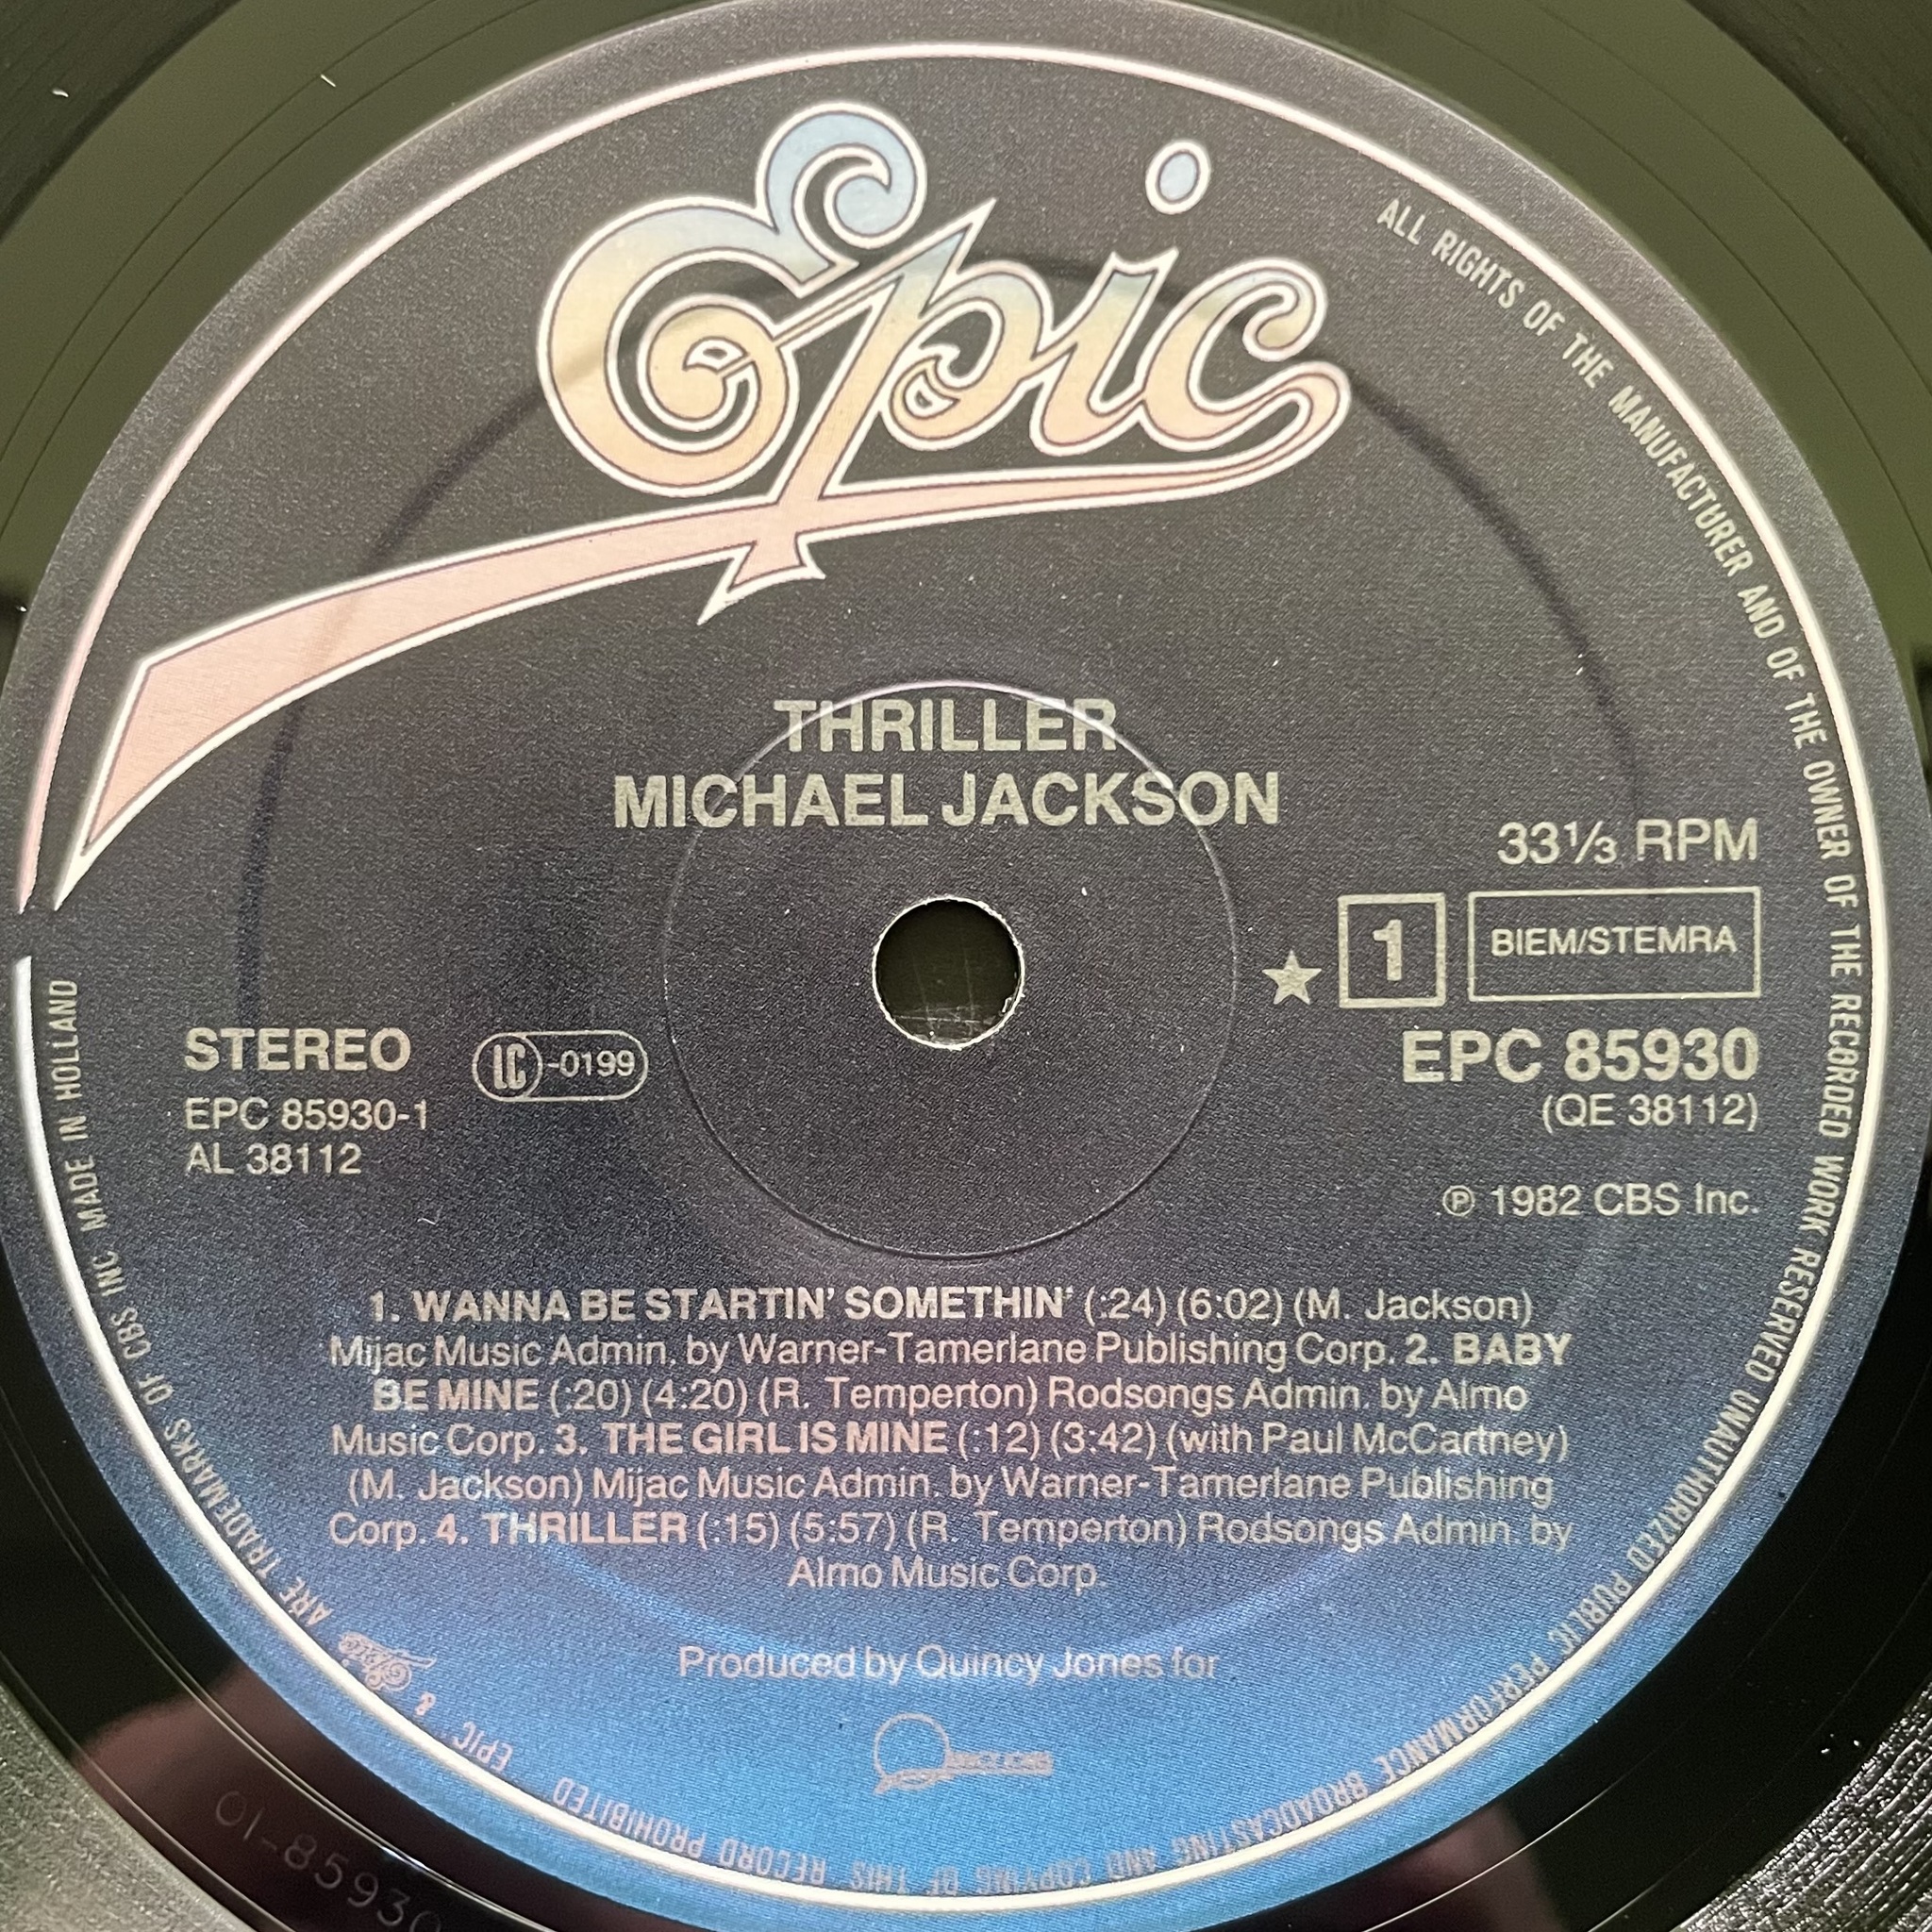 Epic
THRILLER
MICHAEL JACKSON
33⅓ RPM
★ 1 BIEM/STEMRA
STEREO LC-0199
EPC 85930-1
AL 38112
EPC 85930
(QE 38112)
℗ 1982 CBS Inc.
1. WANNA BE STARTIN' SOMETHIN' (:24) (6:02) (M. Jackson)
Mijac Music Admin. by Warner-Tamerlane Publishing Corp. 2. BABY
BE MINE (:20) (4:20) (R. Temperton) Rodsongs Admin. by Almo
Music Corp. 3. THE GIRL IS MINE (:12) (3:42) (with Paul McCartney)
(M. Jackson) Mijac Music Admin. by Warner-Tamerlane Publishing
Corp. 4. THRILLER (:15) (5:57) (R. Temperton) Rodsongs Admin. by
Almo Music Corp.
Produced by Quincy Jones for
ALL RIGHTS OF THE MANUFACTURER AND OF THE OWNER OF THE RECORDED WORK RESERVED UNAUTHORIZED PUBLIC PERFORMANCE BROADCASTING AND COPYING OF THIS RECORD PROHIBITED
"EPIC" & Epic ARE TRADEMARKS OF CBS INC MADE IN HOLLAND
01-85930